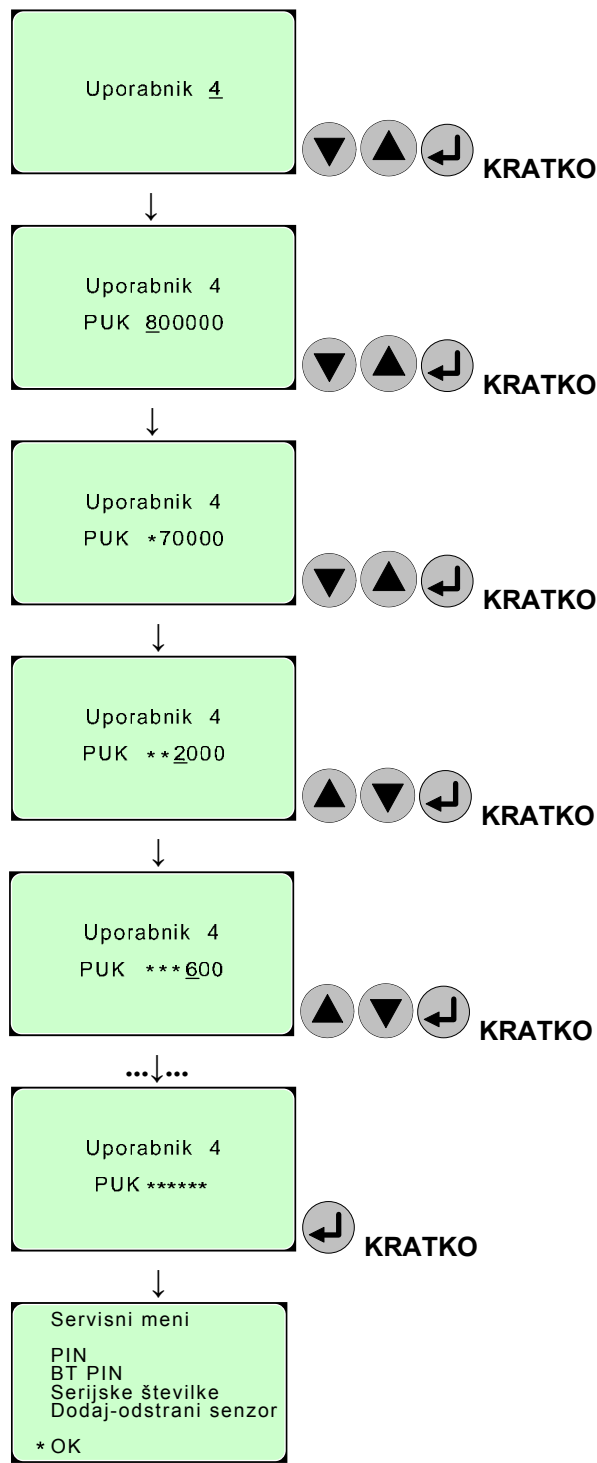 Uporabnik 4
KRATKO
↓
Uporabnik 4
PUK 800000
KRATKO
↓
Uporabnik 4
PUK *70000
KRATKO
↓
Uporabnik 4
PUK **2000
KRATKO
↓
Uporabnik 4
PUK ***600
KRATKO
...↓...
Uporabnik 4
PUK ******
KRATKO
↓
Servisni meni
PIN
BT PIN
Serijske številke
Dodaj-odstrani senzor
* OK